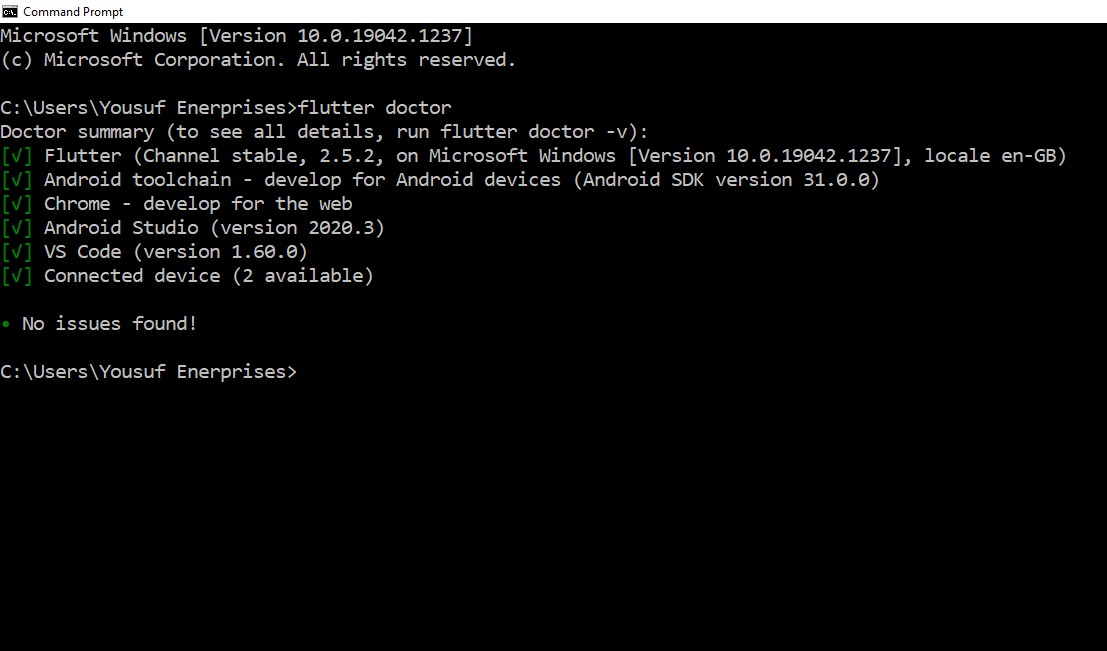 Command Prompt
Microsoft Windows [Version 10.0.19042.1237]
(c) Microsoft Corporation. All rights reserved.
C:\Users\Yousuf Enerprises>flutter doctor
Doctor summary (to see all details, run flutter doctor -v):
[√] Flutter (Channel stable, 2.5.2, on Microsoft Windows [Version 10.0.19042.1237], locale en-GB)
[√] Android toolchain - develop for Android devices (Android SDK version 31.0.0)
[√] Chrome - develop for the web
[√] Android Studio (version 2020.3)
[√] VS Code (version 1.60.0)
[√] Connected device (2 available)
• No issues found!
C:\Users\Yousuf Enerprises>